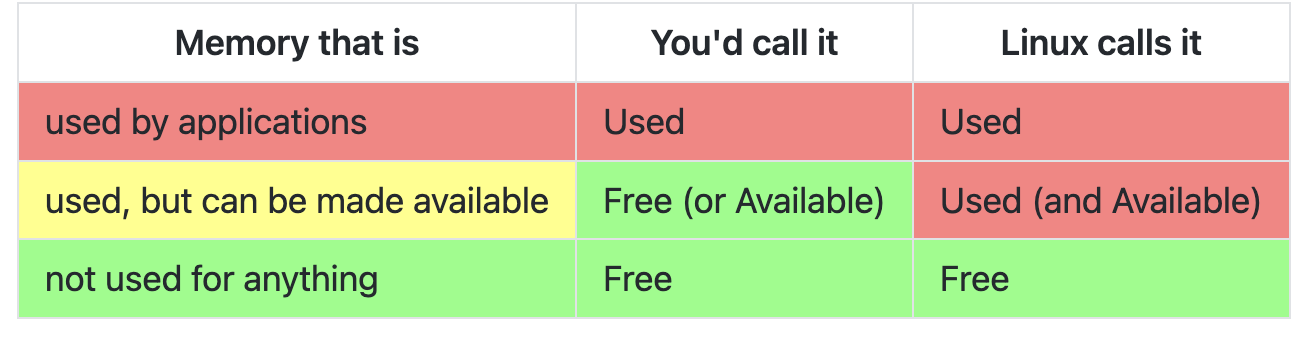 Memory that is You'd call it Linux calls it
used by applications Used Used
used, but can be made available Free (or Available) Used (and Available)
not used for anything Free Free